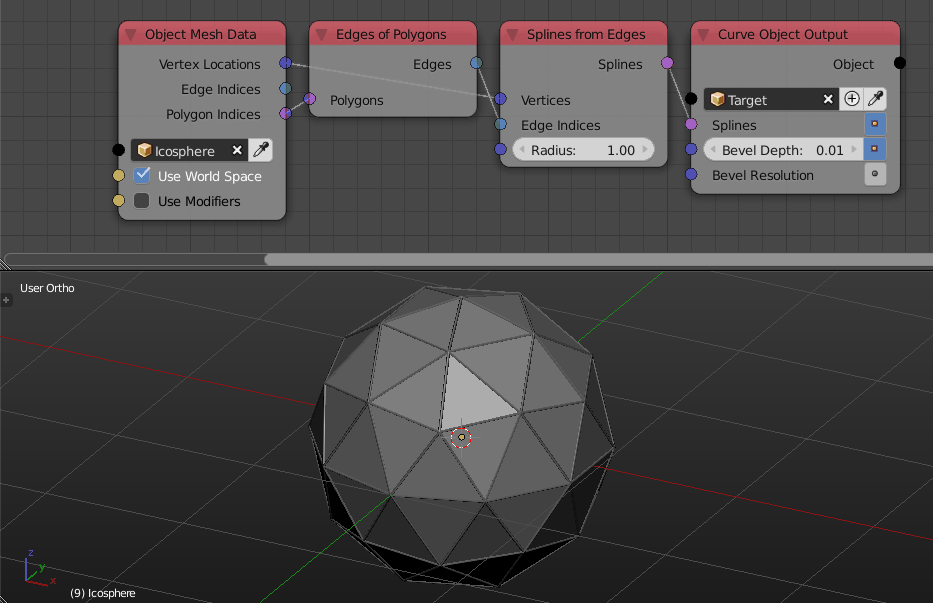 Object Mesh Data
Vertex Locations
Edge Indices
Polygon Indices
Icosphere
Use World Space
Use Modifiers
Edges of Polygons
Edges
Polygons
Splines from Edges
Splines
Vertices
Edge Indices
Radius: 1.00
Curve Object Output
Object
Target
Splines
Bevel Depth: 0.01
Bevel Resolution
User Ortho
z
y
x
(9) Icosphere